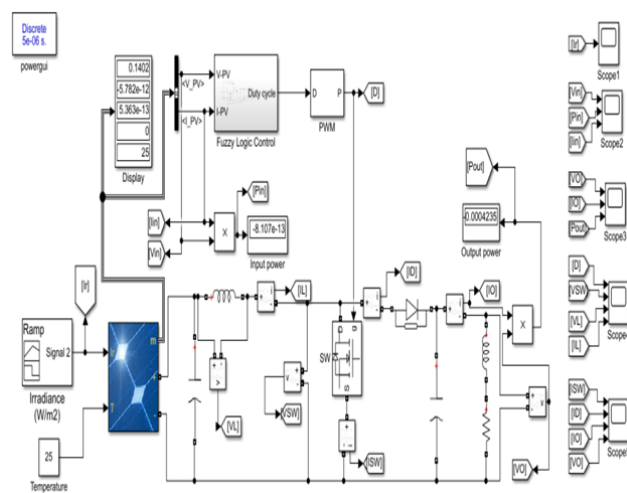 Discrete
5e-06 s.
powergui
0.1402
-5.782e-12
5.363e-13
0
25
Display
<V_PV>
<I_PV>
V-PV
I-PV
Duty cycle
Fuzzy Logic Control
D
P
PWM
[D]
[Pin]
[Iin]
[Vin]
×
-8.107e-13
Input power
[Pout]
-0.0004235
Output power
[Ir]
Ramp
Signal 2
Irradiance
(W/m2)
25
Temperature
T
m
[IL]
[VL]
v
[VSW]
SW
[ISW]
[ID]
[IO]
×
v
[VO]
[Ir]
Scope1
[Vin]
[Pin]
[Iin]
Scope2
[VO]
[IO]
[Pout]
Scope3
[D]
[VSW]
[VL]
[IL]
Scope4
[ISW]
[ID]
[IO]
[VO]